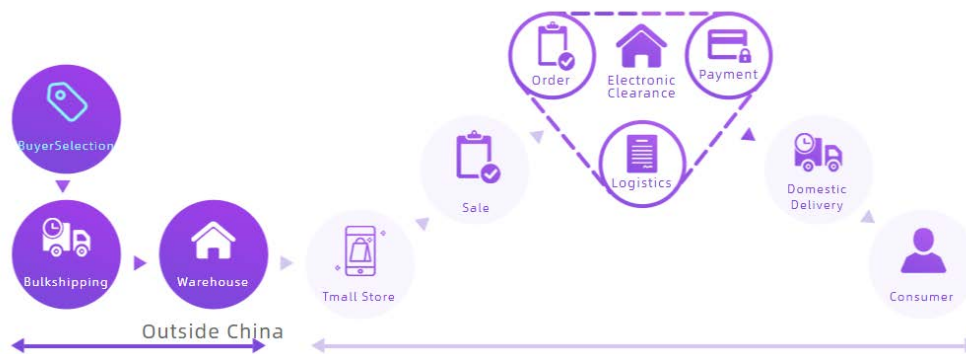 BuyerSelection
Bulkshipping
Warehouse
Outside China
Tmall Store
Sale
Order
Electronic
Clearance
Payment
Logistics
Domestic
Delivery
Consumer